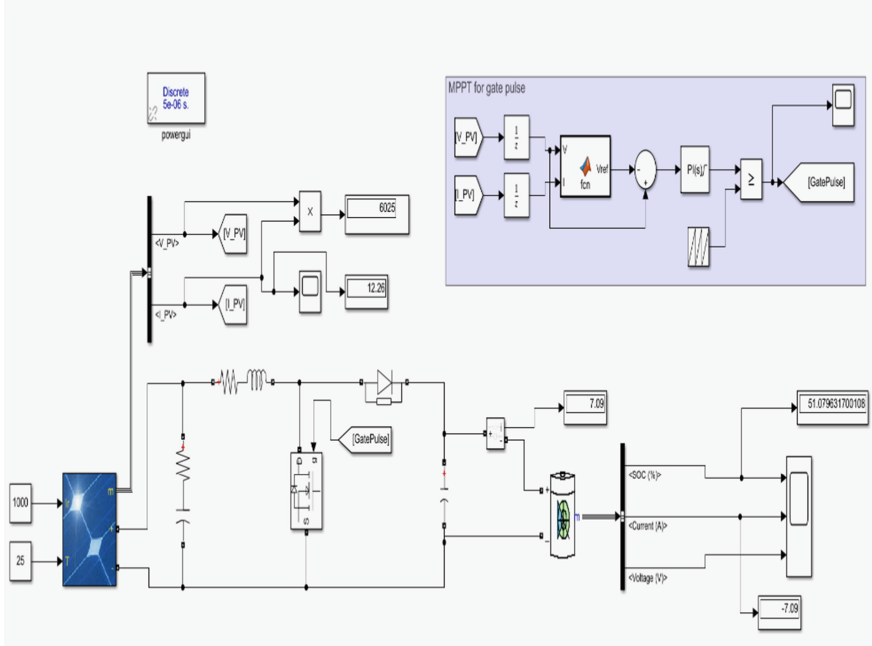 MPPT for gate pulse
Discrete
5e-06 s.
powergui
[V_PV]
1
z
V
I
fcn
Vref
-
+
PI(s)
≥
[GatePulse]
[I_PV]
1
z
<V_PV>
[V_PV]
×
6025
<I_PV>
[I_PV]
12.26
[GatePulse]
g
D
S
1000
25
T
m
+
-
+
-
7.09
+
-
m
<SOC (%)>
<Current (A)>
<Voltage (V)>
51.079631700108
-7.09